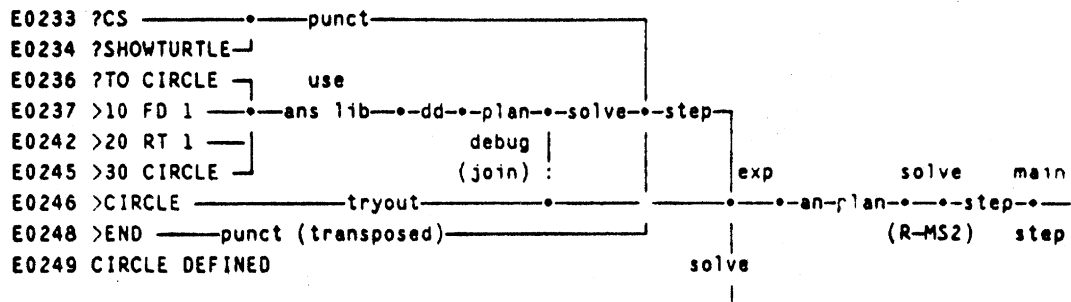 E0233 ?CS punct
E0234 ?SHOWTURTLE
E0236 ?TO CIRCLE use
E0237 >10 FD 1 ans lib dd plan solve step
E0242 >20 RT 1 debug
E0245 >30 CIRCLE (join) : exp solve main
E0246 >CIRCLE tryout an-plan step
E0248 >END punct (transposed) (R-MS2) step
E0249 CIRCLE DEFINED solve